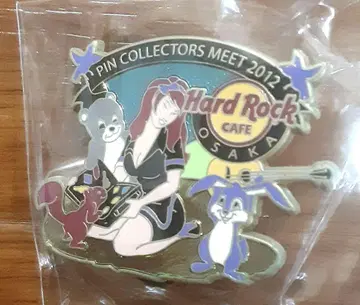 PIN COLLECTORS MEET 2012
Hard Rock
CAFE
OSAKA